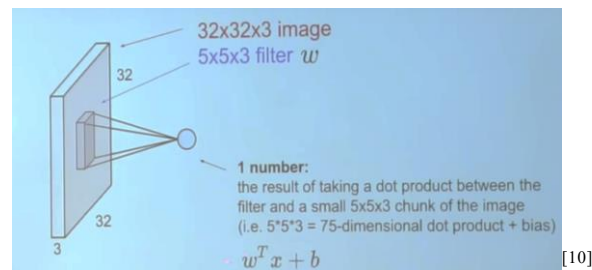 32x32x3 image
5x5x3 filter w
32
1 number:
the result of taking a dot product between the
filter and a small 5x5x3 chunk of the image
(i.e. 5*5*3 = 75-dimensional dot product + bias)
32
3
wᵀx + b
[10]